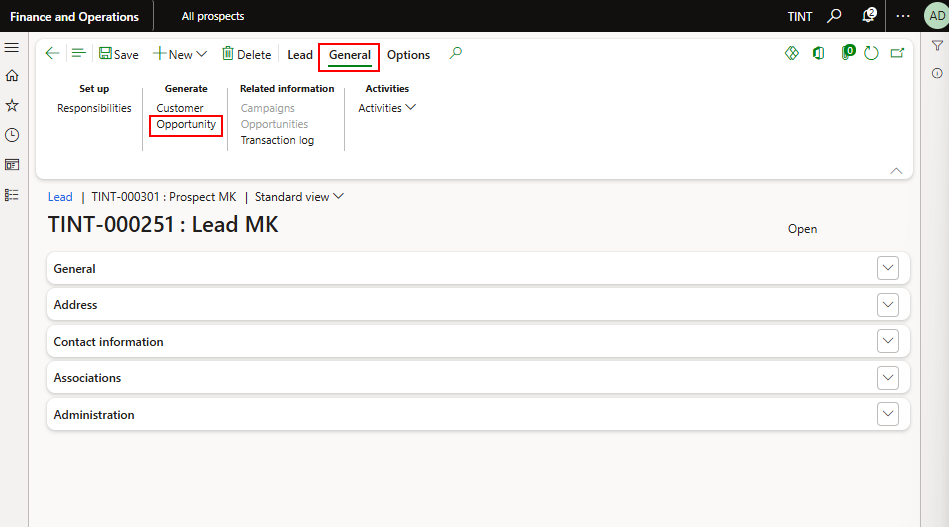 Finance and Operations All prospects TINT 2 ... AD
Save New Delete Lead General Options 0
Set up Generate Related information Activities
Responsibilities Customer Campaigns Activities
Opportunity Opportunities
Transaction log
Lead | TINT-000301 : Prospect MK | Standard view
TINT-000251 : Lead MK Open
General
Address
Contact information
Associations
Administration